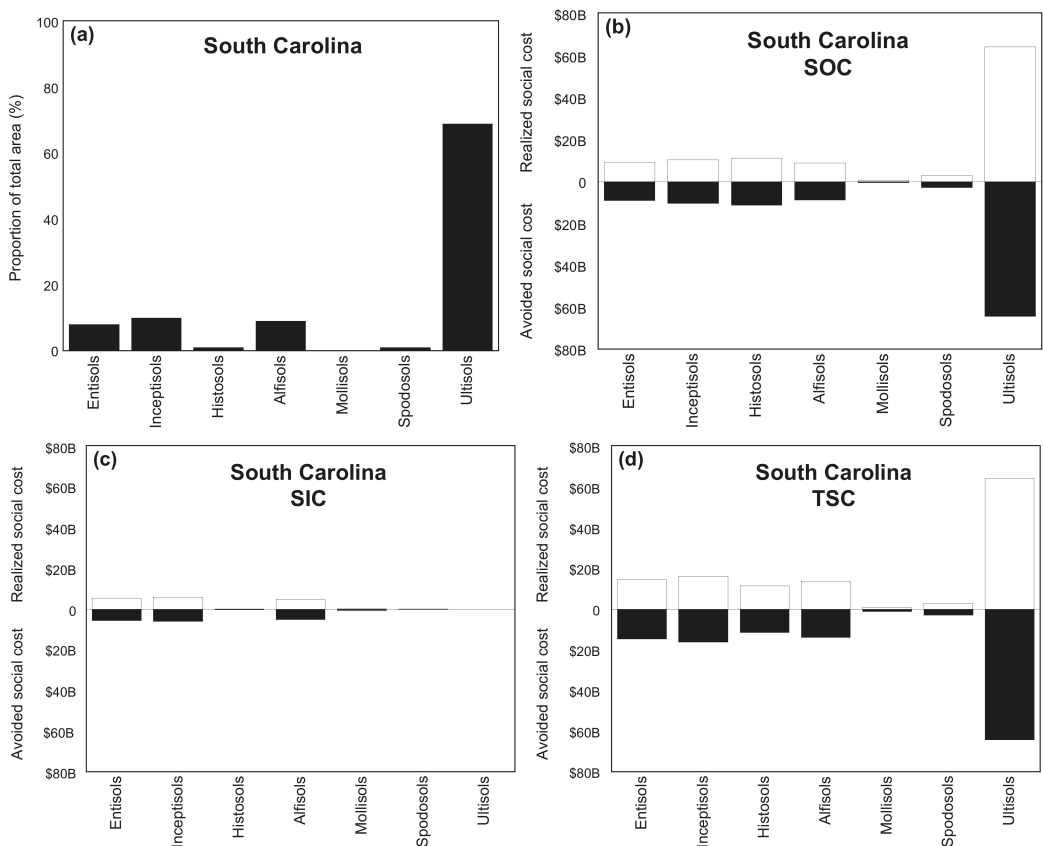 (a)
South Carolina
Proportion of total area (%)
100
80
60
40
20
0
Entisols
Inceptisols
Histosols
Alfisols
Mollisols
Spodosols
Ultisols
(b)
South Carolina
SOC
Realized social cost
Avoided social cost
$80B
$60B
$40B
$20B
0
$20B
$40B
$60B
$80B
Entisols
Inceptisols
Histosols
Alfisols
Mollisols
Spodosols
Ultisols
(c)
South Carolina
SIC
Realized social cost
Avoided social cost
$80B
$60B
$40B
$20B
0
$20B
$40B
$60B
$80B
Entisols
Inceptisols
Histosols
Alfisols
Mollisols
Spodosols
Ultisols
(d)
South Carolina
TSC
Realized social cost
Avoided social cost
$80B
$60B
$40B
$20B
0
$20B
$40B
$60B
$80B
Entisols
Inceptisols
Histosols
Alfisols
Mollisols
Spodosols
Ultisols